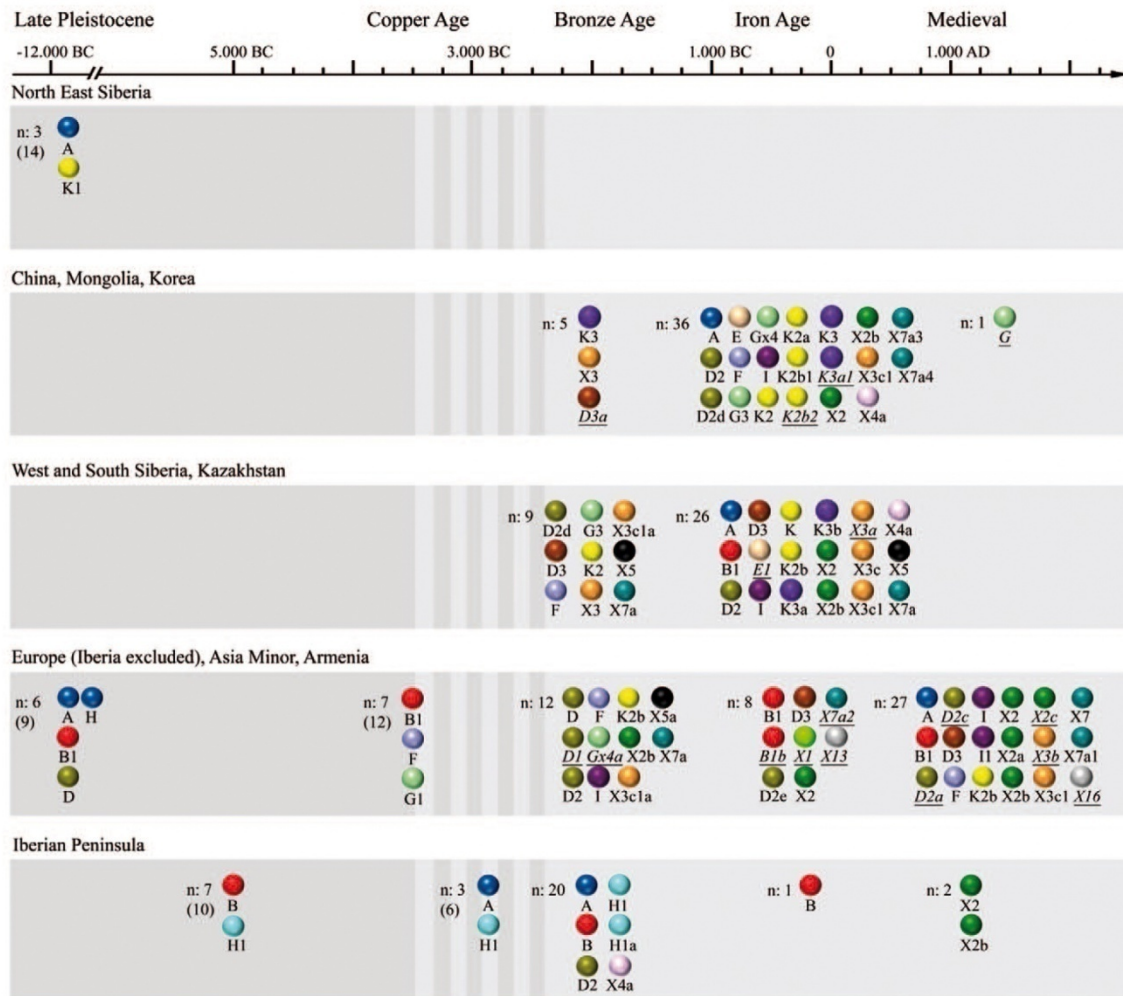 Late Pleistocene Copper Age Bronze Age Iron Age Medieval
-12.000 BC 5.000 BC 3.000 BC 1.000 BC 0 1.000 AD
North East Siberia
n: 3
(14)
A
K1
China, Mongolia, Korea
n: 5 n: 36 n: 1
K3 A E Gx4 K2a K3 X2b X7a3 G
X3 D2 F I K2b1 K3a1 X3c1 X7a4
D3a D2d G3 K2 K2b2 X2 X4a
West and South Siberia, Kazakhstan
n: 9 n: 26
D2d G3 X3c1a A D3 K K3b X3a X4a
D3 K2 X5 B1 E1 K2b X2 X3c X5
F X3 X7a D2 I K3a X2b X3c1 X7a
Europe (Iberia excluded), Asia Minor, Armenia
n: 6 n: 7 n: 12 n: 8 n: 27
(9) (12)
A H B1 D F K2b X5a B1 D3 X7a2 A D2c I X2 X2c X7
B1 F D1 Gx4a X2b X7a B1b X1 X13 B1 D3 I1 X2a X3b X7a1
D G1 D2 I X3c1a D2e X2 D2a F K2b X2b X3c1 X16
Iberian Peninsula
n: 7 n: 3 n: 20 n: 1 n: 2
(10) (6)
B A A H1 B X2
H1 H1 B H1a X2b
D2 X4a